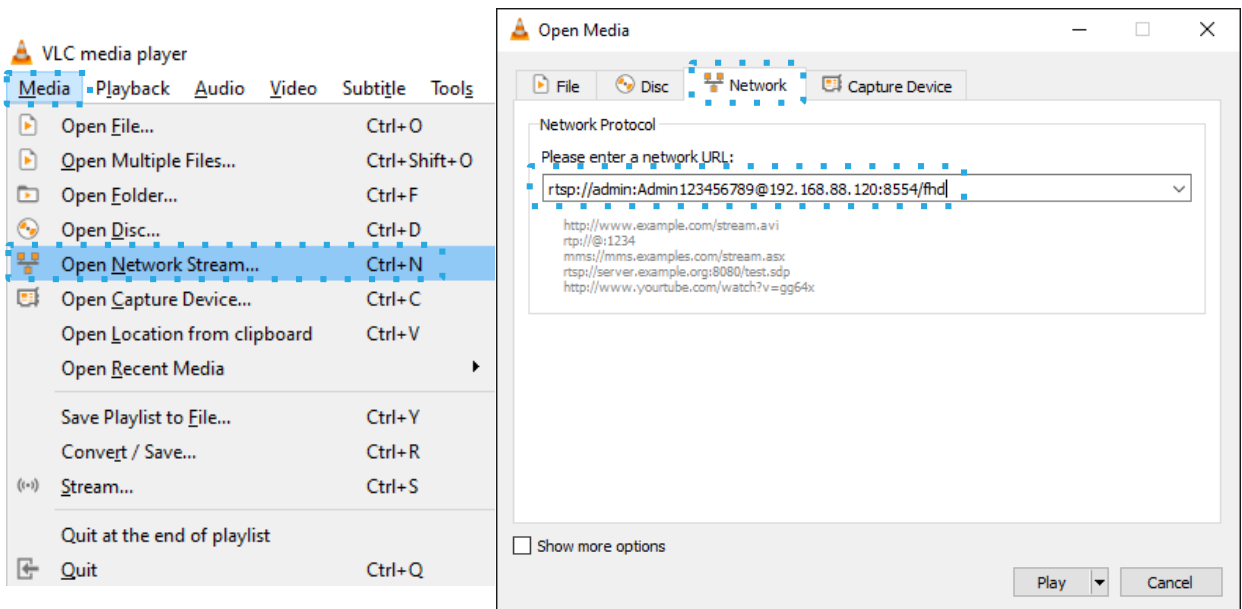 VLC media player
Media Playback Audio Video Subtitle Tools
Open File... Ctrl+O
Open Multiple Files... Ctrl+Shift+O
Open Folder... Ctrl+F
Open Disc... Ctrl+D
Open Network Stream... Ctrl+N
Open Capture Device... Ctrl+C
Open Location from clipboard Ctrl+V
Open Recent Media
Save Playlist to File... Ctrl+Y
Convert / Save... Ctrl+R
Stream... Ctrl+S
Quit at the end of playlist
Quit Ctrl+Q
Open Media
File Disc Network Capture Device
Network Protocol
Please enter a network URL:
rtsp://admin:Admin123456789@192.168.88.120:8554/fhd
http://www.example.com/stream.avi
rtp://@:1234
mms://mms.examples.com/stream.asx
rtsp://server.example.org:8080/test.sdp
http://www.yourtube.com/watch?v=gg64x
Show more options
Play Cancel